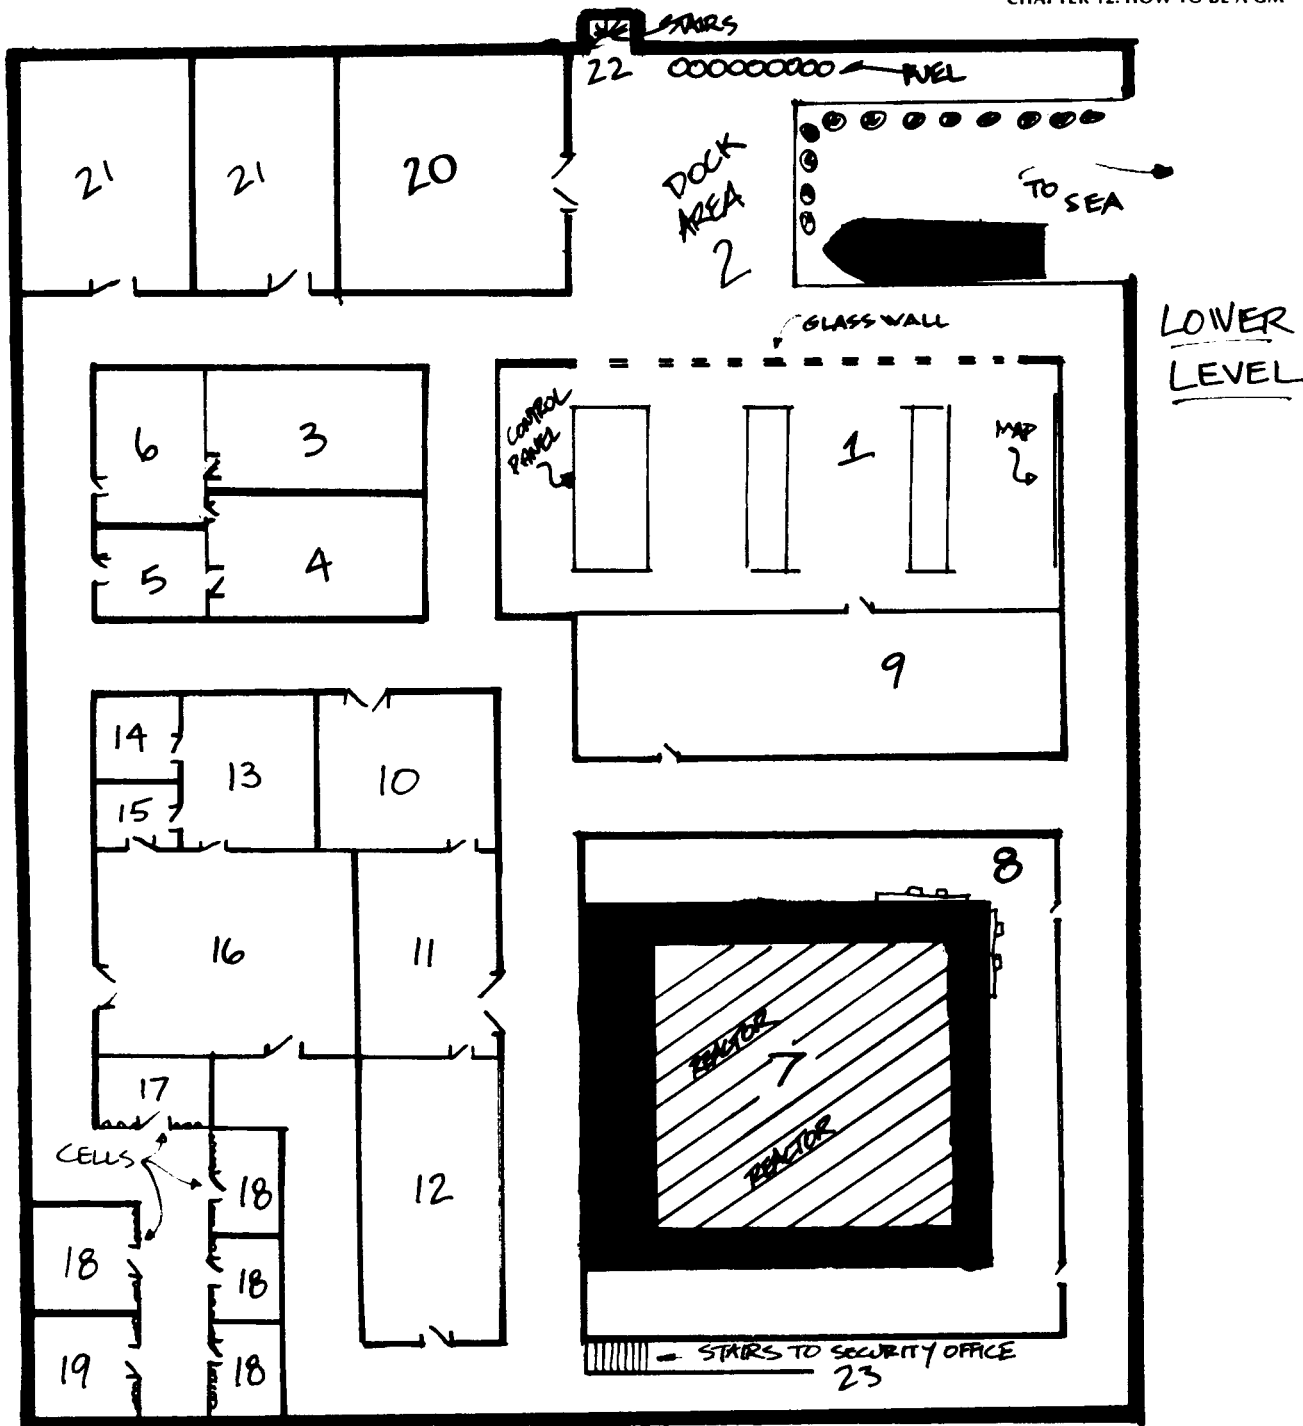 CHAPTER 12: HOW TO BE A GM
STAIRS
22
FUEL
21
21
20
DOCK
AREA
2
TO SEA
GLASS WALL
LOWER
LEVEL
6
3
CONTROL
PANEL
1
MAP
5
4
9
14
13
10
15
8
16
11
REACTOR
7
REACTOR
17
CELLS
18
12
18
18
19
18
STAIRS TO SECURITY OFFICE
23